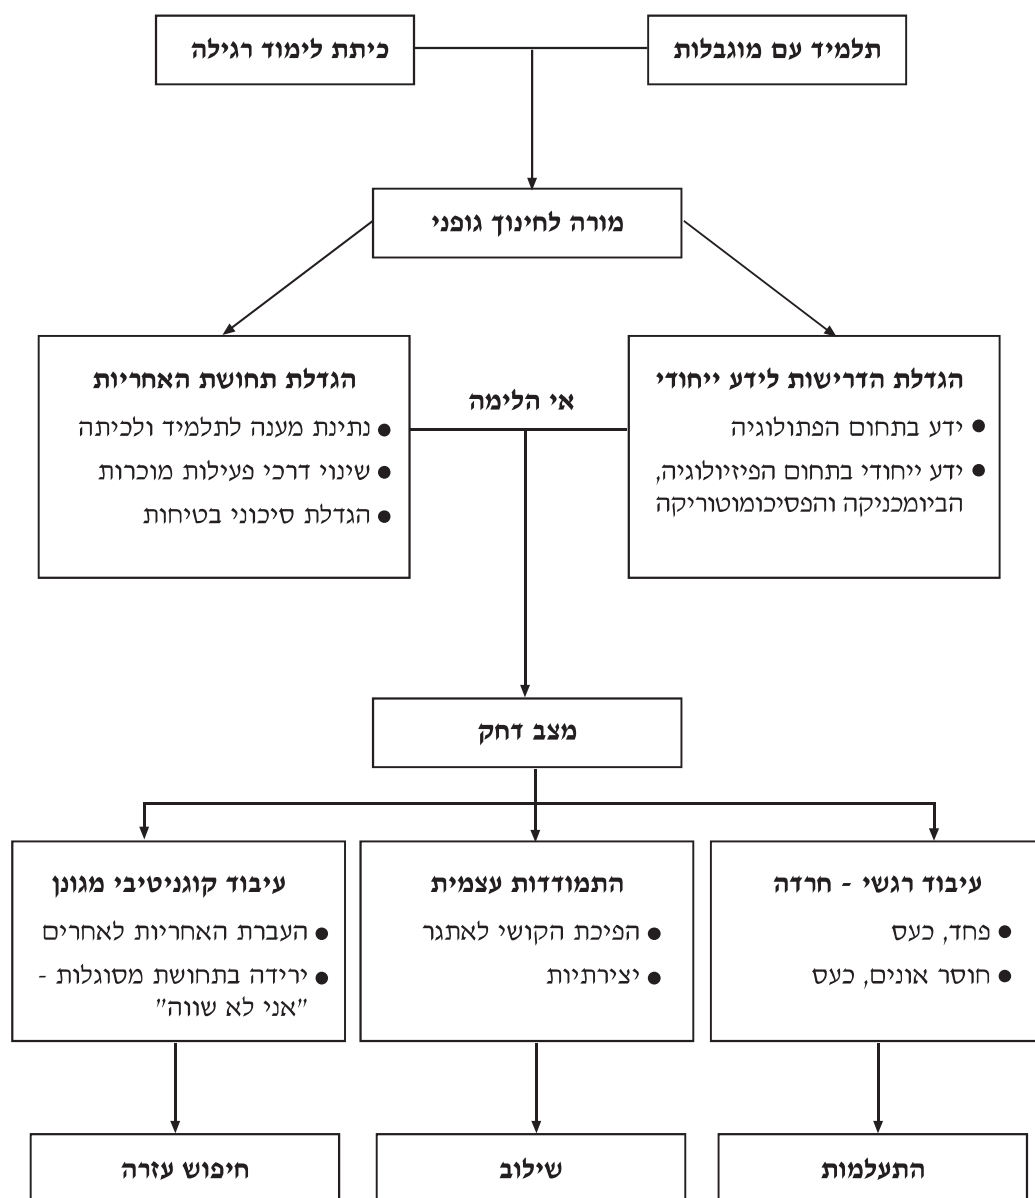 תלמיד עם מוגבלות
כיתת לימוד רגילה
מורה לחינוך גופני
הגדלת הדרישות לידע ייחודי
● ידע בתחום הפתולוגיה
● ידע ייחודי בתחום הפיזיולוגיה,
הביומכניקה והפסיכומוטוריקה
אי הלימה
הגדלת תחושת האחריות
● נתינת מענה לתלמיד ולכיתה
● שינוי דרכי פעילות מוכרות
● הגדלת סיכוני בטיחות
מצב דחק
עיבוד רגשי - חרדה
● פחד, כעס
● חוסר אונים, כעס
התמודדות עצמית
● הפיכת הקושי לאתגר
● יצירתיות
עיבוד קוגניטיבי מגונן
● העברת האחריות לאחרים
● ירידה בתחושת מסוגלות -
"אני לא שווה"
התעלמות
שילוב
חיפוש עזרה